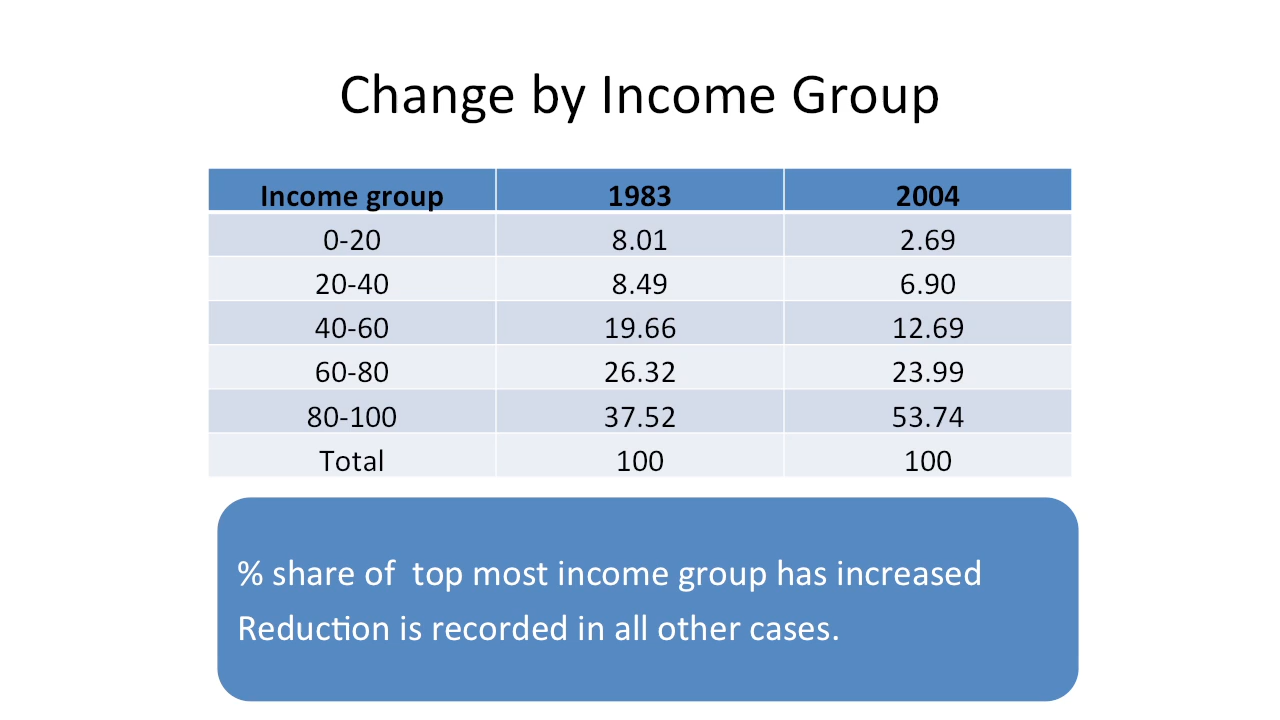 Change by Income Group
Income group 1983 2004
0-20 8.01 2.69
20-40 8.49 6.90
40-60 19.66 12.69
60-80 26.32 23.99
80-100 37.52 53.74
Total 100 100
% share of  top most income group has increased
Reduction is recorded in all other cases.